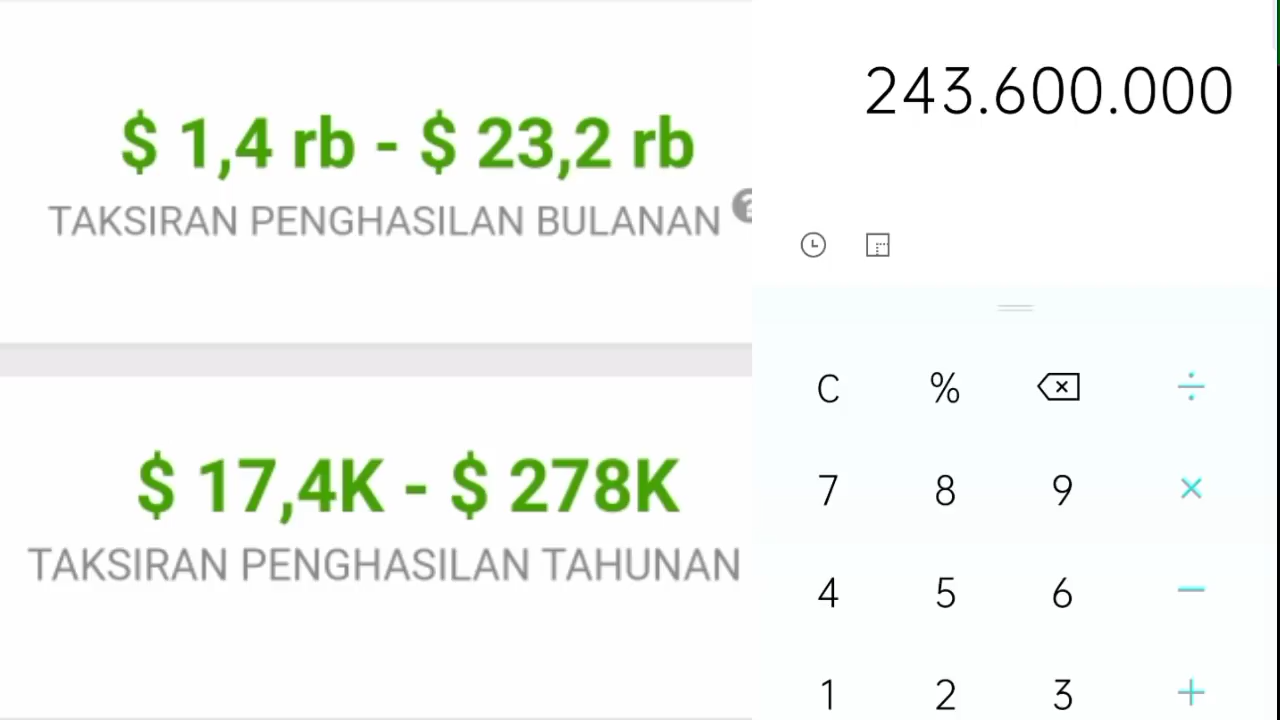 $ 1,4 rb - $ 23,2 rb
TAKSIRAN PENGHASILAN BULANAN ?
$ 17,4K - $ 278K
TAKSIRAN PENGHASILAN TAHUNAN
243.600.000
C % ÷
7 8 9 ×
4 5 6 −
1 2 3 +